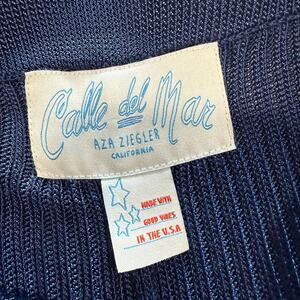 Calle del Mar
AZA ZIEGLER
CALIFORNIA
MADE WITH
GOOD VIBES
IN THE U.S.A